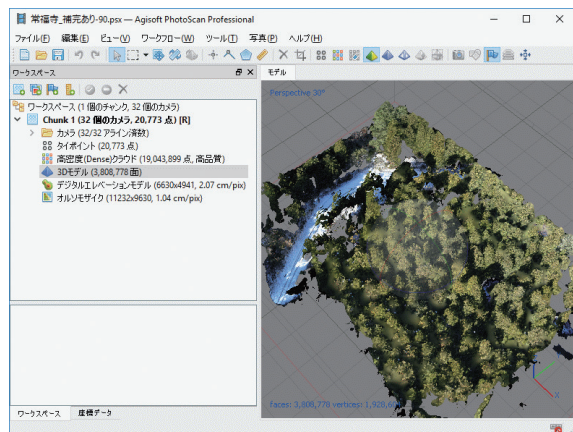 常福寺_補完あり-90.psx — Agisoft PhotoScan Professional
ファイル(F) 編集(E) ビュー(V) ワークフロー(W) ツール(T) 写真(P) ヘルプ(H)
ワークスペース
モデル
ワークスペース (1 個のチャンク, 32 個のカメラ)
Chunk 1 (32 個のカメラ, 20,773 点) [R]
カメラ (32/32 アライン済数)
タイポイント (20,773 点)
高密度(Dense)クラウド (19,043,899 点, 高品質)
3Dモデル (3,808,778 面)
デジタルエレベーションモデル (6630x4941, 2.07 cm/pix)
オルソモザイク (11232x9630, 1.04 cm/pix)
Perspective 30°
faces: 3,808,778 vertices:
X
ワークスペース 座標データ